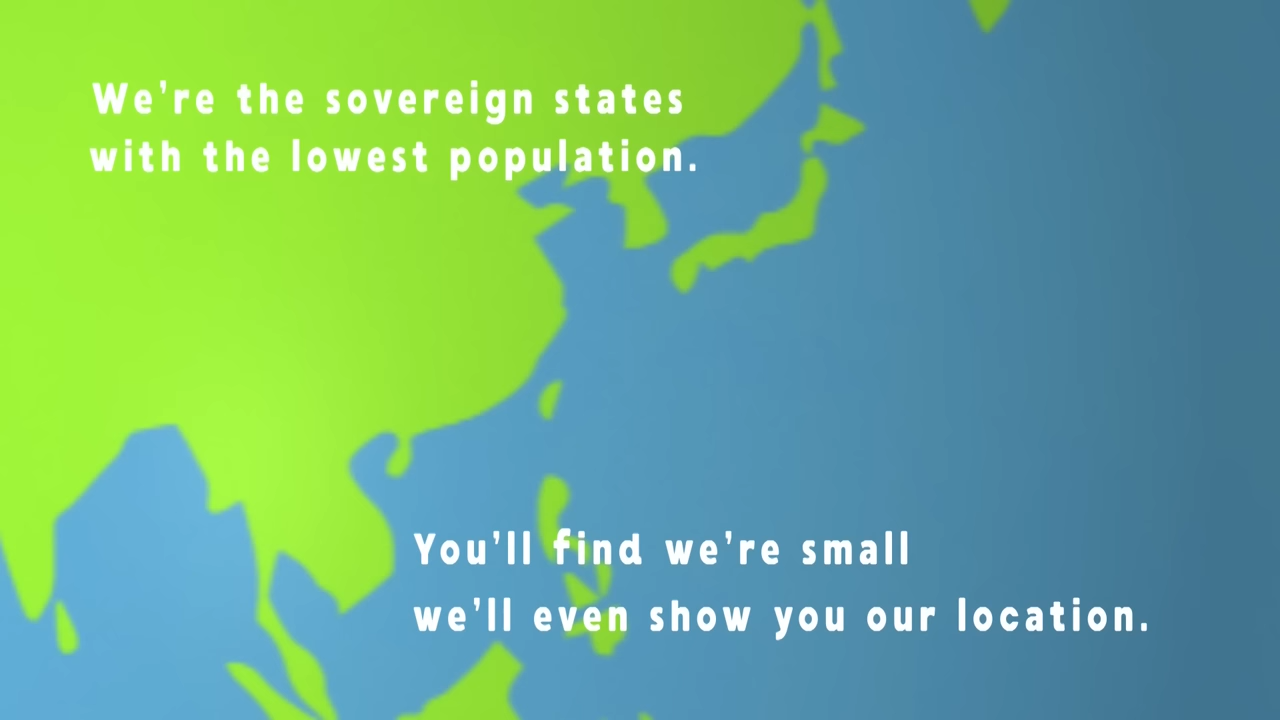 We're the sovereign states
with the lowest population.
You'll find we're small
we'll even show you our location.